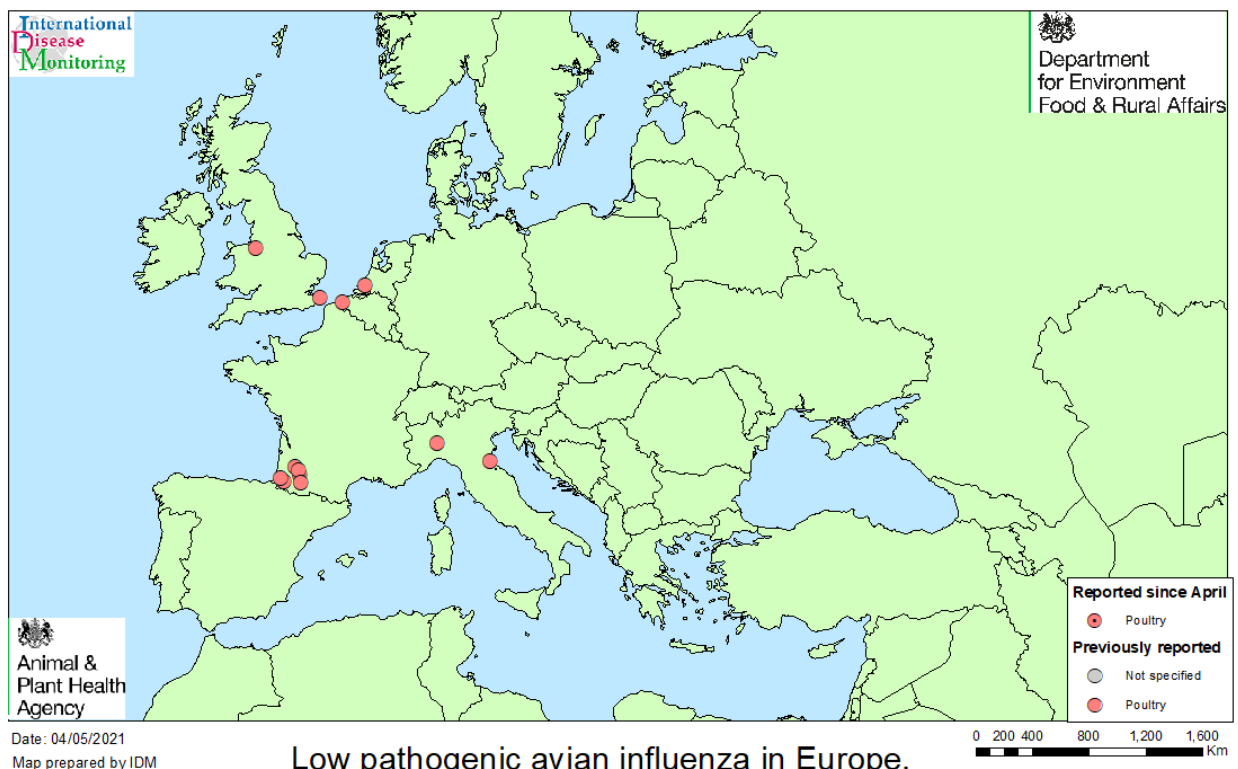 International
Disease
Monitoring
Department
for Environment
Food & Rural Affairs
Reported since April
Poultry
Previously reported
Not specified
Poultry
Animal &
Plant Health
Agency
0 200 400 800 1,200 1,600
Km
Date: 04/05/2021
Map prepared by IDM
Low pathogenic avian influenza in Europe.